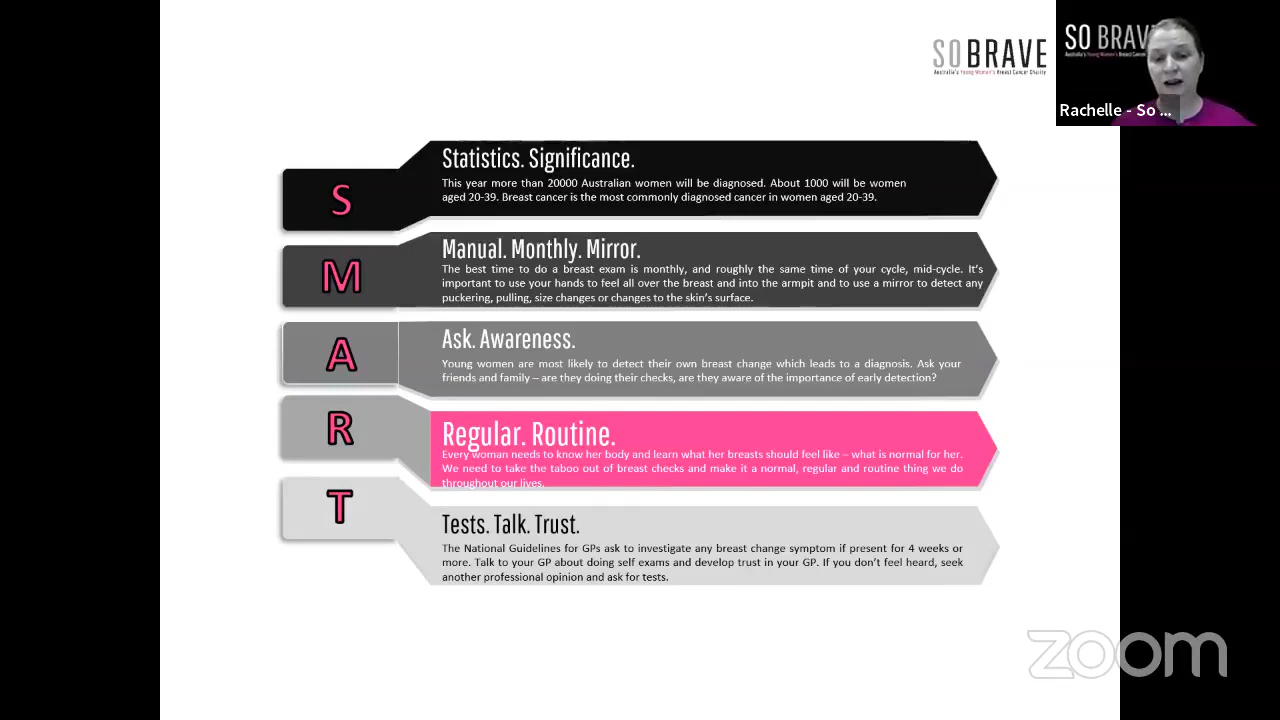 SO BRAVE
Australia's Young Women's Breast Cancer Charity
SO BRAV
Rachelle - So ...
S
Statistics. Significance.
This year more than 20000 Australian women will be diagnosed. About 1000 will be women
aged 20-39. Breast cancer is the most commonly diagnosed cancer in women aged 20-39.
M
Manual. Monthly. Mirror.
The best time to do a breast exam is monthly, and roughly the same time of your cycle, mid-cycle. It's
important to use your hands to feel all over the breast and into the armpit and to use a mirror to detect any
puckering, pulling, size changes or changes to the skin's surface.
A
Ask. Awareness.
Young women are most likely to detect their own breast change which leads to a diagnosis. Ask your
friends and family – are they doing their checks, are they aware of the importance of early detection?
R
Regular. Routine.
Every woman needs to know her body and learn what her breasts should feel like – what is normal for her.
We need to take the taboo out of breast checks and make it a normal, regular and routine thing we do
throughout our lives.
T
Tests. Talk. Trust.
The National Guidelines for GPs ask to investigate any breast change symptom if present for 4 weeks or
more. Talk to your GP about doing self exams and develop trust in your GP. If you don't feel heard, seek
another professional opinion and ask for tests.
zoom